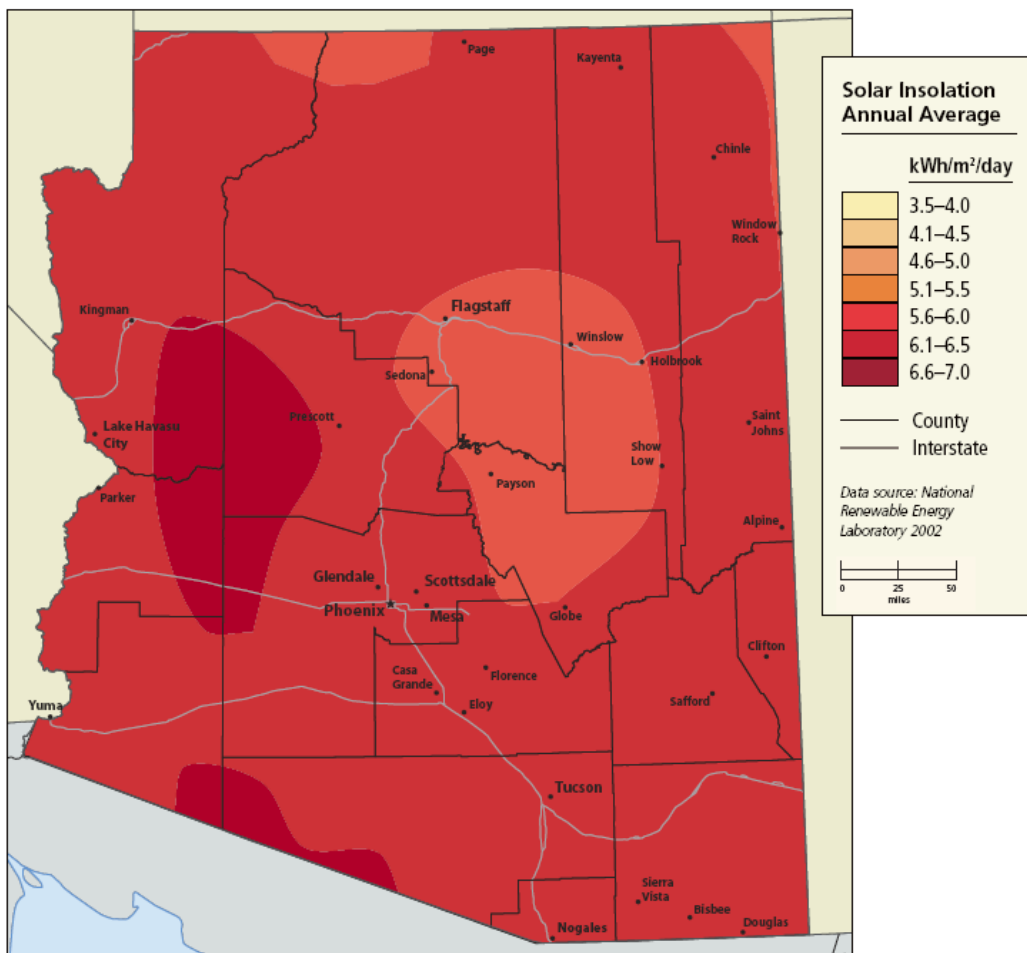 Page
Kayenta
Chinle
Window
Rock
Kingman
Flagstaff
Winslow
Holbrook
Sedona
Prescott
Lake Havasu
City
Saint
Johns
Show
Low
Payson
Parker
Alpine
Glendale
Scottsdale
Phoenix
Mesa
Globe
Clifton
Florence
Casa
Grande
Safford
Eloy
Yuma
Tucson
Sierra
Vista
Bisbee
Douglas
Nogales
Solar Insolation
Annual Average
kWh/m²/day
3.5–4.0
4.1–4.5
4.6–5.0
5.1–5.5
5.6–6.0
6.1–6.5
6.6–7.0
County
Interstate
Data source: National
Renewable Energy
Laboratory 2002
0 25 50
miles